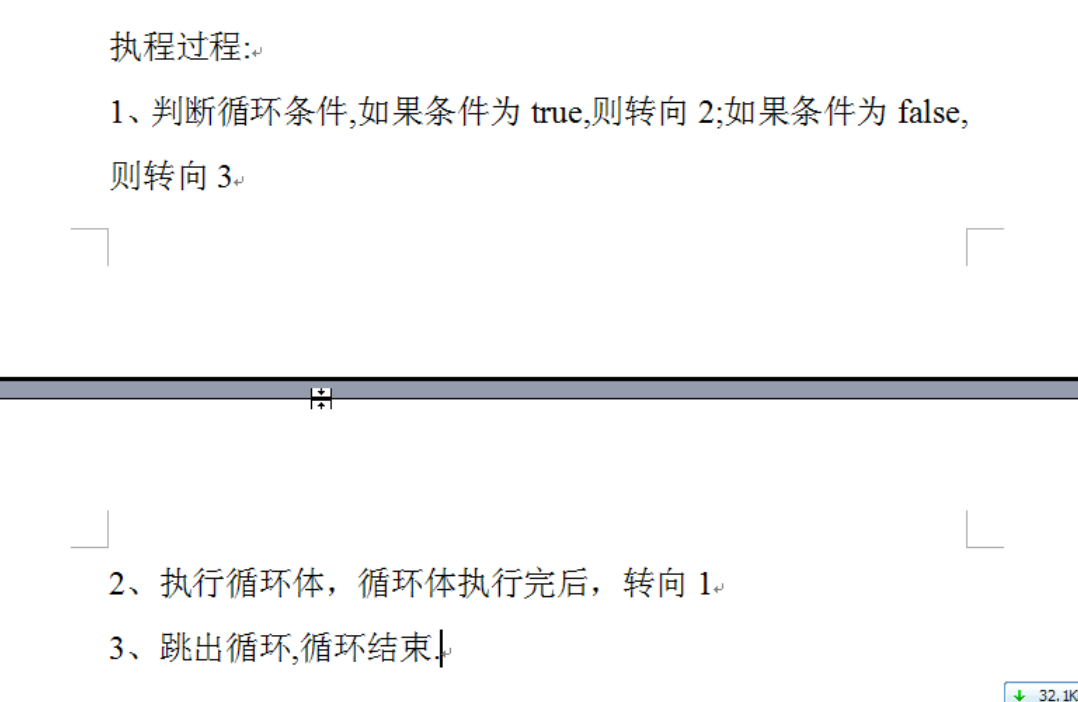 执程过程:
1、判断循环条件,如果条件为 true,则转向 2;如果条件为 false,
则转向 3
2、执行循环体，循环体执行完后，转向 1
3、跳出循环,循环结束.
32.1K